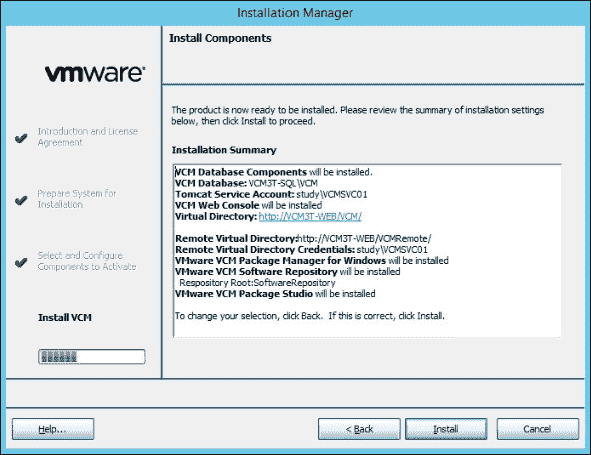 Installation Manager
Install Components
vmware®
The product is now ready to be installed. Please review the summary of installation settings
below, then click Install to proceed.
Introduction and License
Agreement
Installation Summary
VCM Database Components will be installed.
VCM Database: VCM3T-SQL\VCM
Tomcat Service Account: study\VCMSVC01
VCM Web Console will be installed
Virtual Directory: http://VCM3T-WEB/VCM/
Prepare System for
Installation
Remote Virtual Directory:http://VCM3T-WEB/VCMRemote/
Remote Virtual Directory Credentials: study\VCMSVC01
VMware VCM Package Manager for Windows will be installed
VMware VCM Software Repository will be installed
Respository Root:SoftwareRepository
VMware VCM Package Studio will be installed
Select and Configure
Components to Activate
To change your selection, click Back. If this is correct, click Install.
Install VCM
Help...
< Back
Install
Cancel